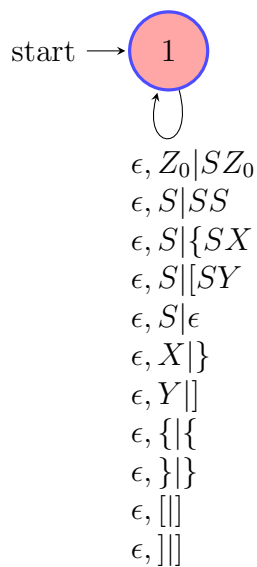 start
1
ϵ, Z₀|SZ₀
ϵ, S|SS
ϵ, S|{SX
ϵ, S|[SY
ϵ, S|ϵ
ϵ, X|}
ϵ, Y|]
ϵ, {|{
ϵ, }|}
ϵ, [|]
ϵ, ]|]